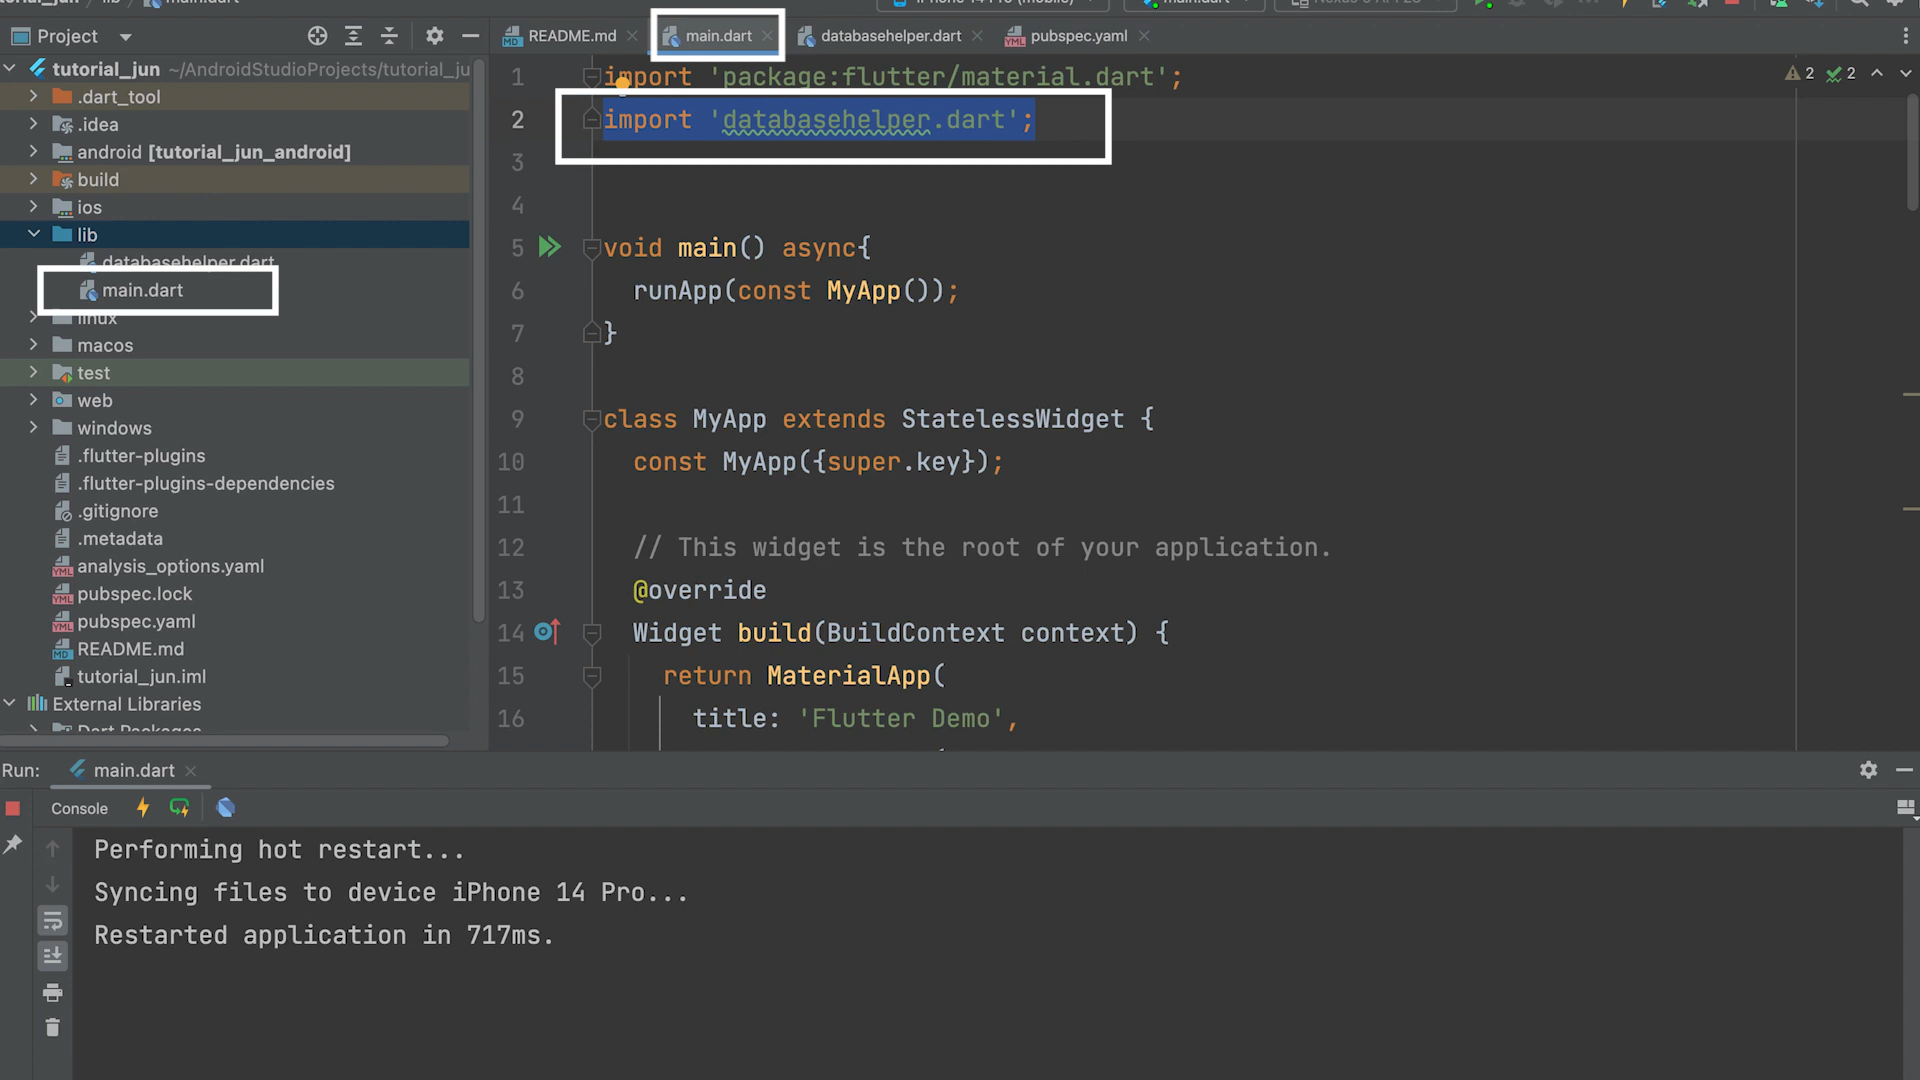 Project
README.md
main.dart
databasehelper.dart
pubspec.yaml
tutorial_jun ~/AndroidStudioProjects/tutorial_ju
.dart_tool
.idea
android [tutorial_jun_android]
build
ios
lib
databasehelper.dart
main.dart
linux
macos
test
web
windows
.flutter-plugins
.flutter-plugins-dependencies
.gitignore
.metadata
analysis_options.yaml
pubspec.lock
pubspec.yaml
README.md
tutorial_jun.iml
External Libraries
Dart Packages
2 2
1 import 'package:flutter/material.dart';
2 import 'databasehelper.dart';
3
4
5 void main() async{
6 runApp(const MyApp());
7 }
8
9 class MyApp extends StatelessWidget {
10 const MyApp({super.key});
11
12 // This widget is the root of your application.
13 @override
14 Widget build(BuildContext context) {
15 return MaterialApp(
16 title: 'Flutter Demo',
Run: main.dart
Console
Performing hot restart...
Syncing files to device iPhone 14 Pro...
Restarted application in 717ms.